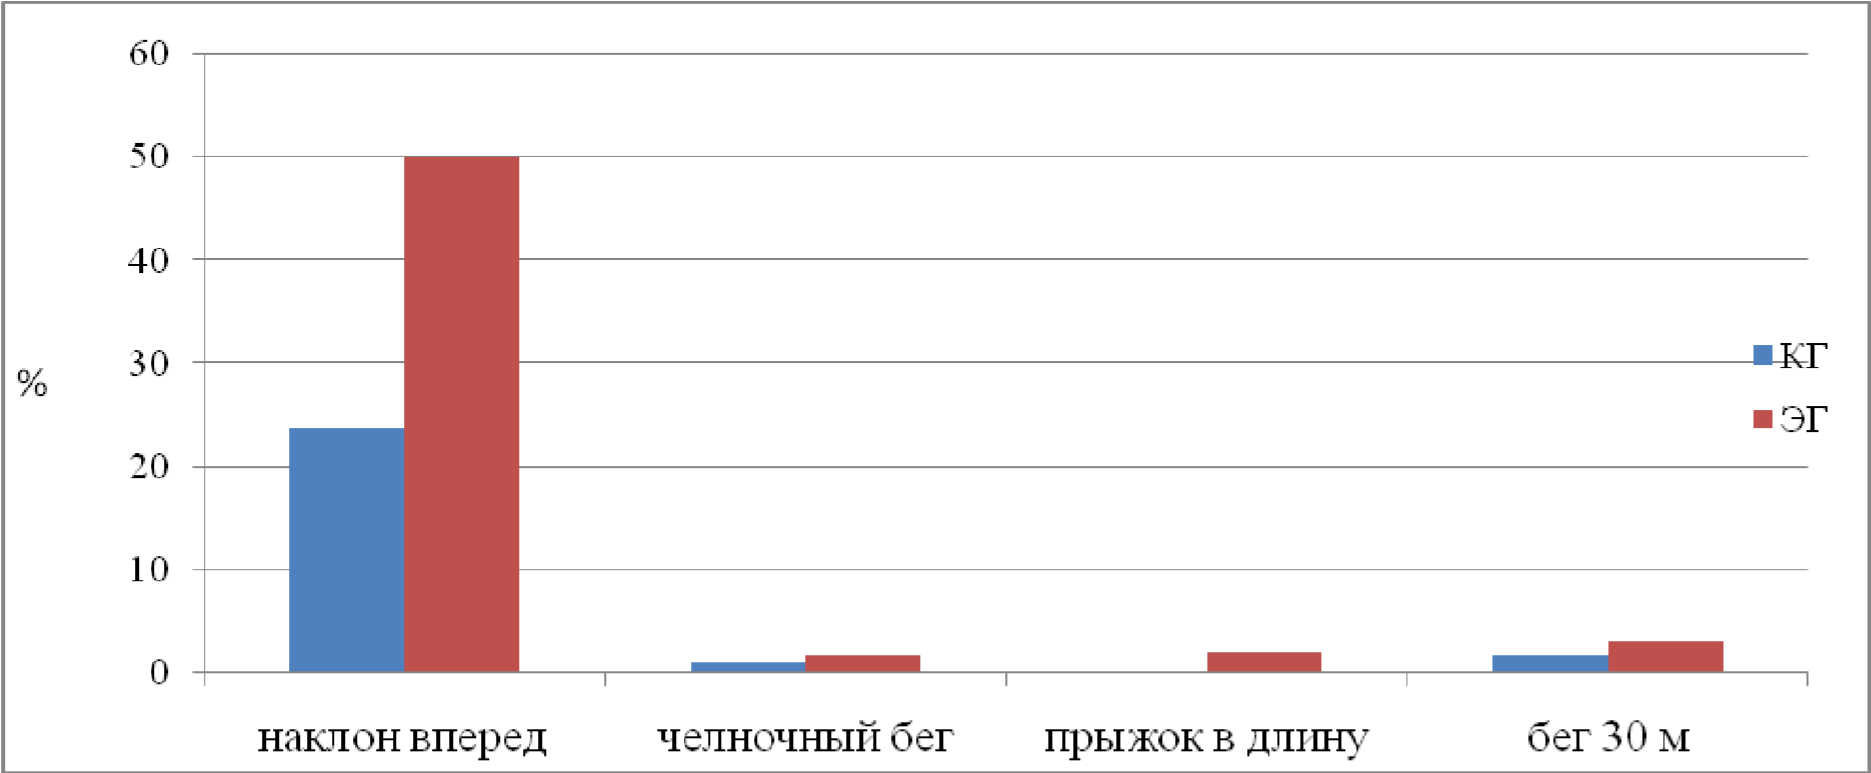 60
50
40
30
20
10
0
%
КГ
ЭГ
наклон вперед
челночный бег
прыжок в длину
бег 30 м